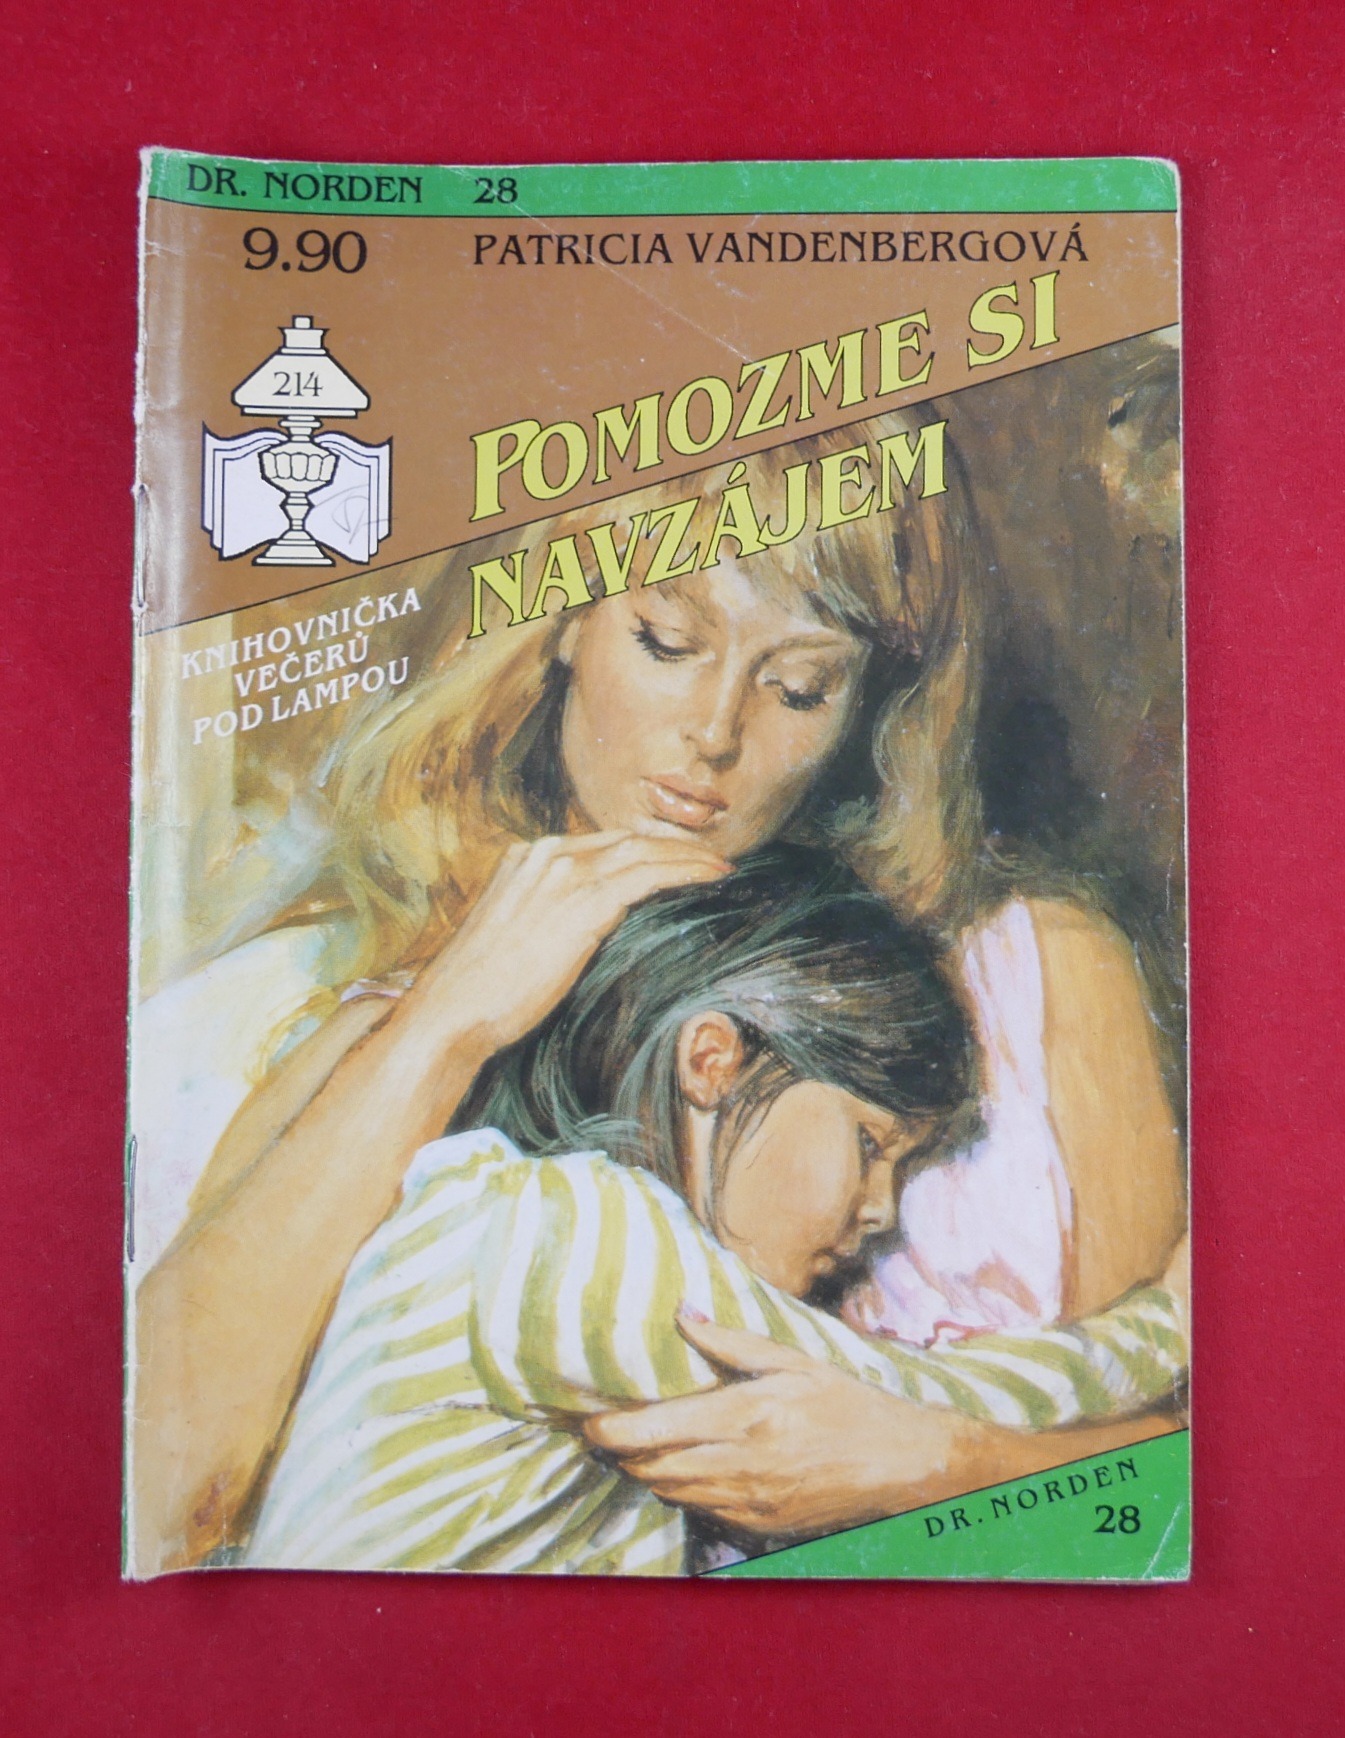 DR. NORDEN 28
9.90
PATRICIA VANDENBERGOVÁ
214
POMOZME SI
NAVZÁJEM
KNIHOVNIČKA
VEČERŮ
POD LAMPOU
DR. NORDEN
28